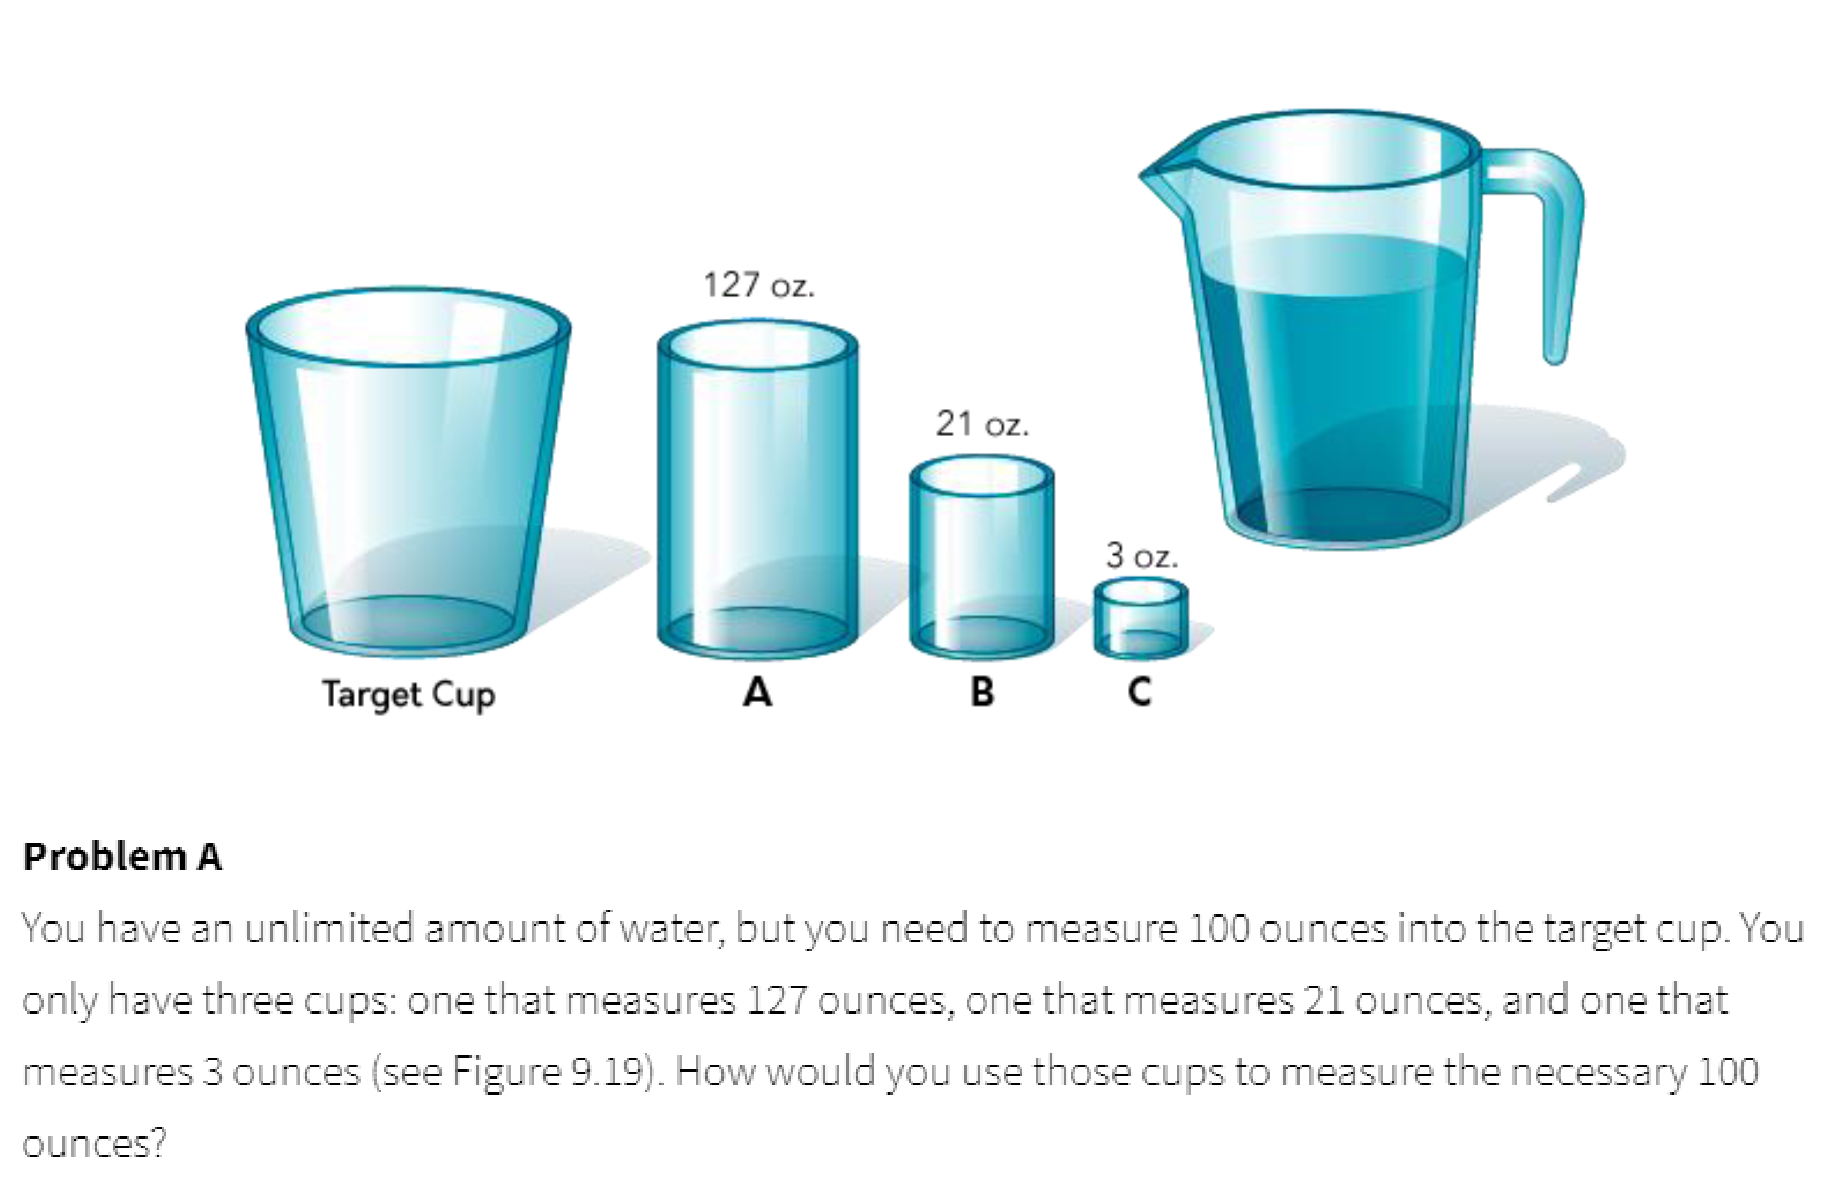 127 oz.
21 oz.
3 oz.
Target Cup
A
B
C
Problem A
You have an unlimited amount of water, but you need to measure 100 ounces into the target cup. You
only have three cups: one that measures 127 ounces, one that measures 21 ounces, and one that
measures 3 ounces (see Figure 9.19). How would you use those cups to measure the necessary 100
ounces?